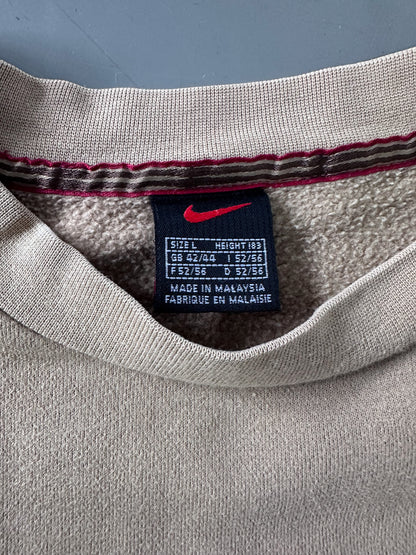 SIZE L HEIGHT 183
GB 42/44 I 52/56
F 52/56 D 52/56
MADE IN MALAYSIA
FABRIQUE EN MALAISIE